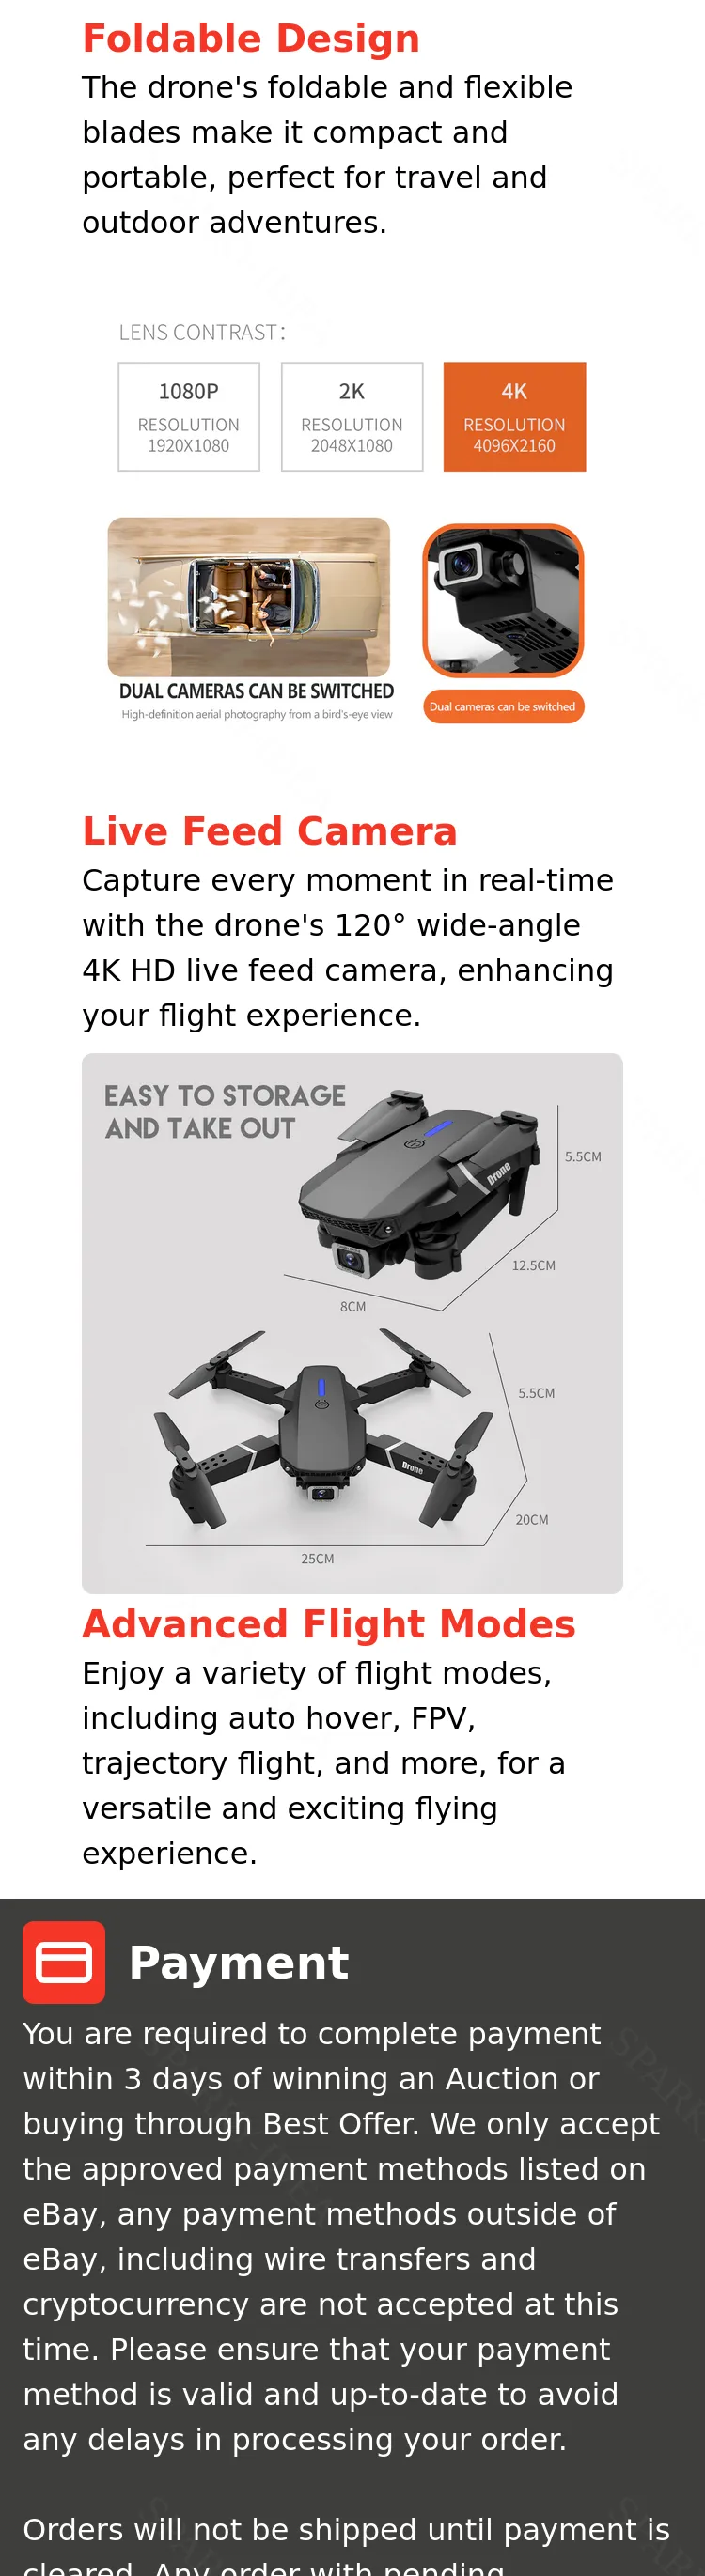 Foldable Design
The drone's foldable and flexible
blades make it compact and
portable, perfect for travel and
outdoor adventures.
LENS CONTRAST:
1080P
RESOLUTION
1920X1080
2K
RESOLUTION
2048X1080
4K
RESOLUTION
4096X2160
DUAL CAMERAS CAN BE SWITCHED
High-definition aerial photography from a bird's-eye view
Dual cameras can be switched
Live Feed Camera
Capture every moment in real-time
with the drone's 120° wide-angle
4K HD live feed camera, enhancing
your flight experience.
EASY TO STORAGE
AND TAKE OUT
Drone
5.5CM
12.5CM
8CM
5.5CM
Drone
20CM
25CM
Advanced Flight Modes
Enjoy a variety of flight modes,
including auto hover, FPV,
trajectory flight, and more, for a
versatile and exciting flying
experience.
Payment
You are required to complete payment
within 3 days of winning an Auction or
buying through Best Offer. We only accept
the approved payment methods listed on
eBay, any payment methods outside of
eBay, including wire transfers and
cryptocurrency are not accepted at this
time. Please ensure that your payment
method is valid and up-to-date to avoid
any delays in processing your order.
Orders will not be shipped until payment is
cleared. Any order with pending